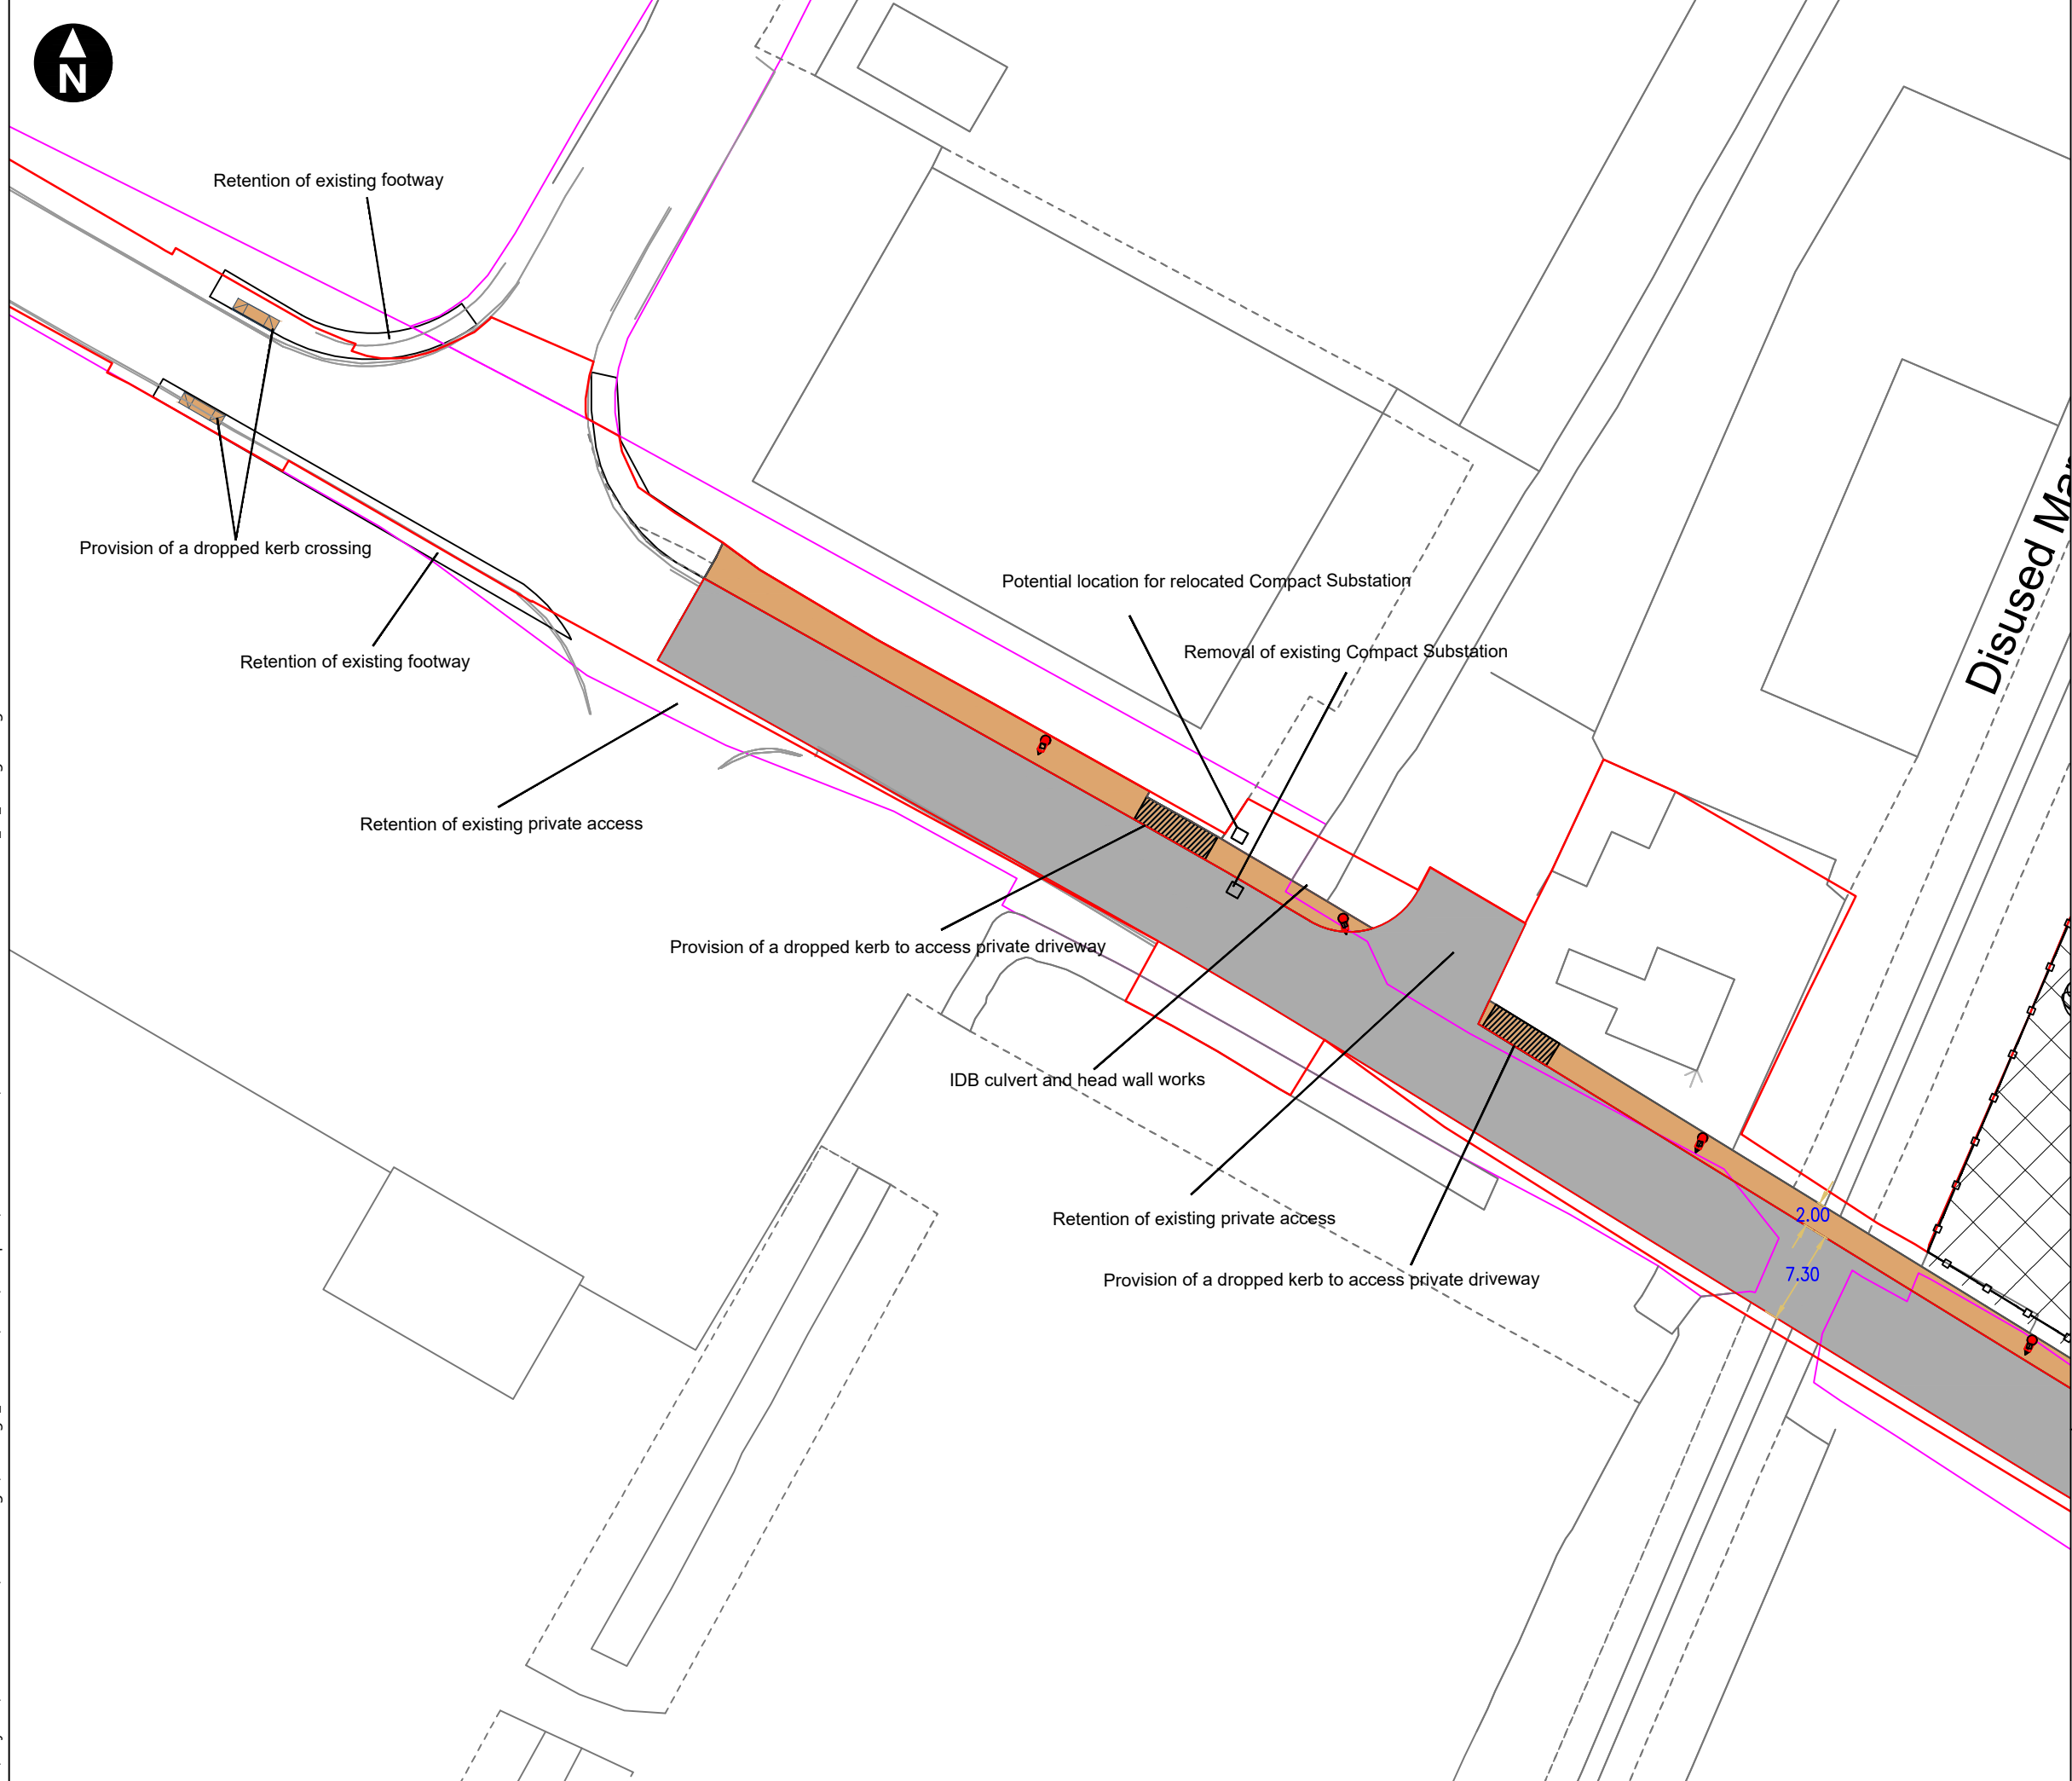 N
Retention of existing footway
Provision of a dropped kerb crossing
Retention of existing footway
Potential location for relocated Compact Substation
Removal of existing Compact Substation
Disused
Retention of existing private access
Provision of a dropped kerb to access private driveway
IDB culvert and head wall works
Retention of existing private access
2.00
7.30
Provision of a dropped kerb to access private driveway